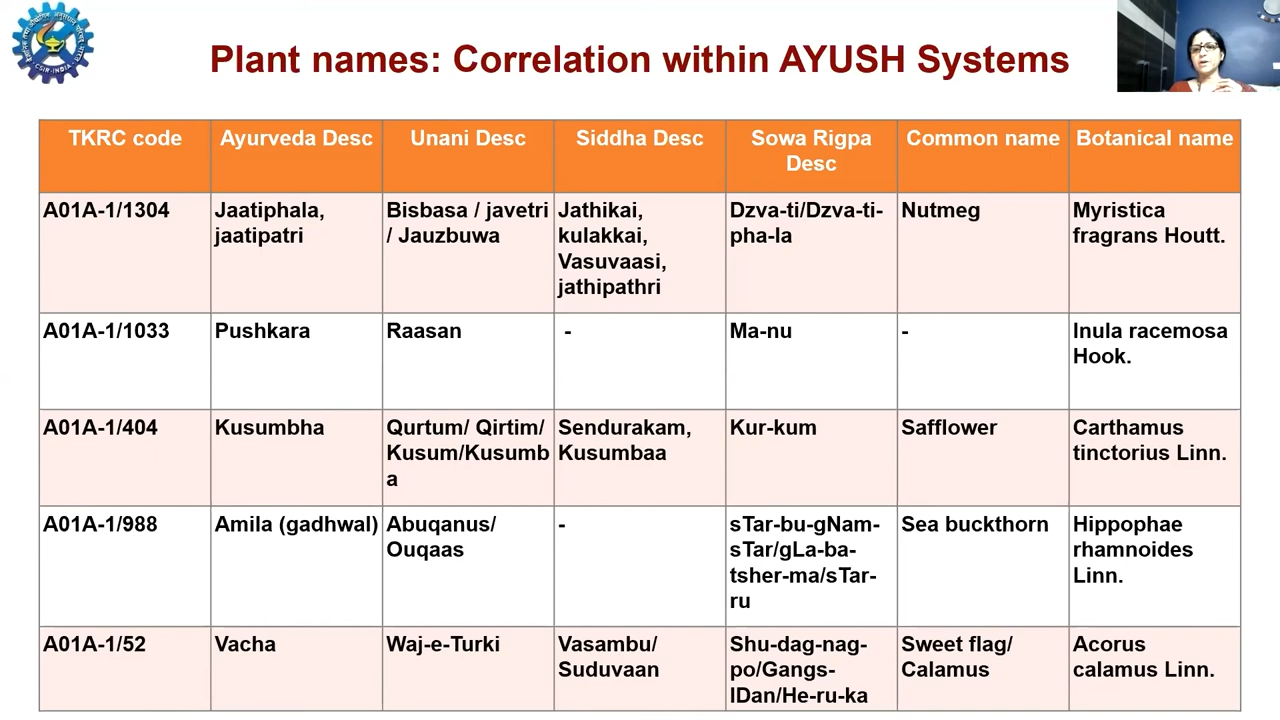 Plant names: Correlation within AYUSH Systems
CSIR-INDIA
TKRC code
Ayurveda Desc
Unani Desc
Siddha Desc
Sowa Rigpa
Desc
Common name
Botanical name
A01A-1/1304
Jaatiphala,
jaatipatri
Bisbasa / javetri
/ Jauzbuwa
Jathikai,
kulakkai,
Vasuvaasi,
jathipathri
Dzva-ti/Dzva-ti-
pha-la
Nutmeg
Myristica
fragrans Houtt.
A01A-1/1033
Pushkara
Raasan
-
Ma-nu
-
Inula racemosa
Hook.
A01A-1/404
Kusumbha
Qurtum/ Qirtim/
Kusum/Kusumb
a
Sendurakam,
Kusumbaa
Kur-kum
Safflower
Carthamus
tinctorius Linn.
A01A-1/988
Amila (gadhwal)
Abuqanus/
Ouqaas
-
sTar-bu-gNam-
sTar/gLa-ba-
tsher-ma/sTar-
ru
Sea buckthorn
Hippophae
rhamnoides
Linn.
A01A-1/52
Vacha
Waj-e-Turki
Vasambu/
Suduvaan
Shu-dag-nag-
po/Gangs-
lDan/He-ru-ka
Sweet flag/
Calamus
Acorus
calamus Linn.